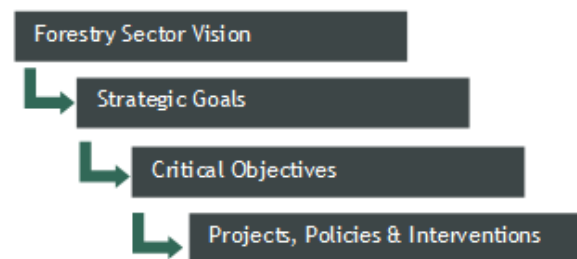 Forestry Sector Vision
Strategic Goals
Critical Objectives
Projects, Policies & Interventions